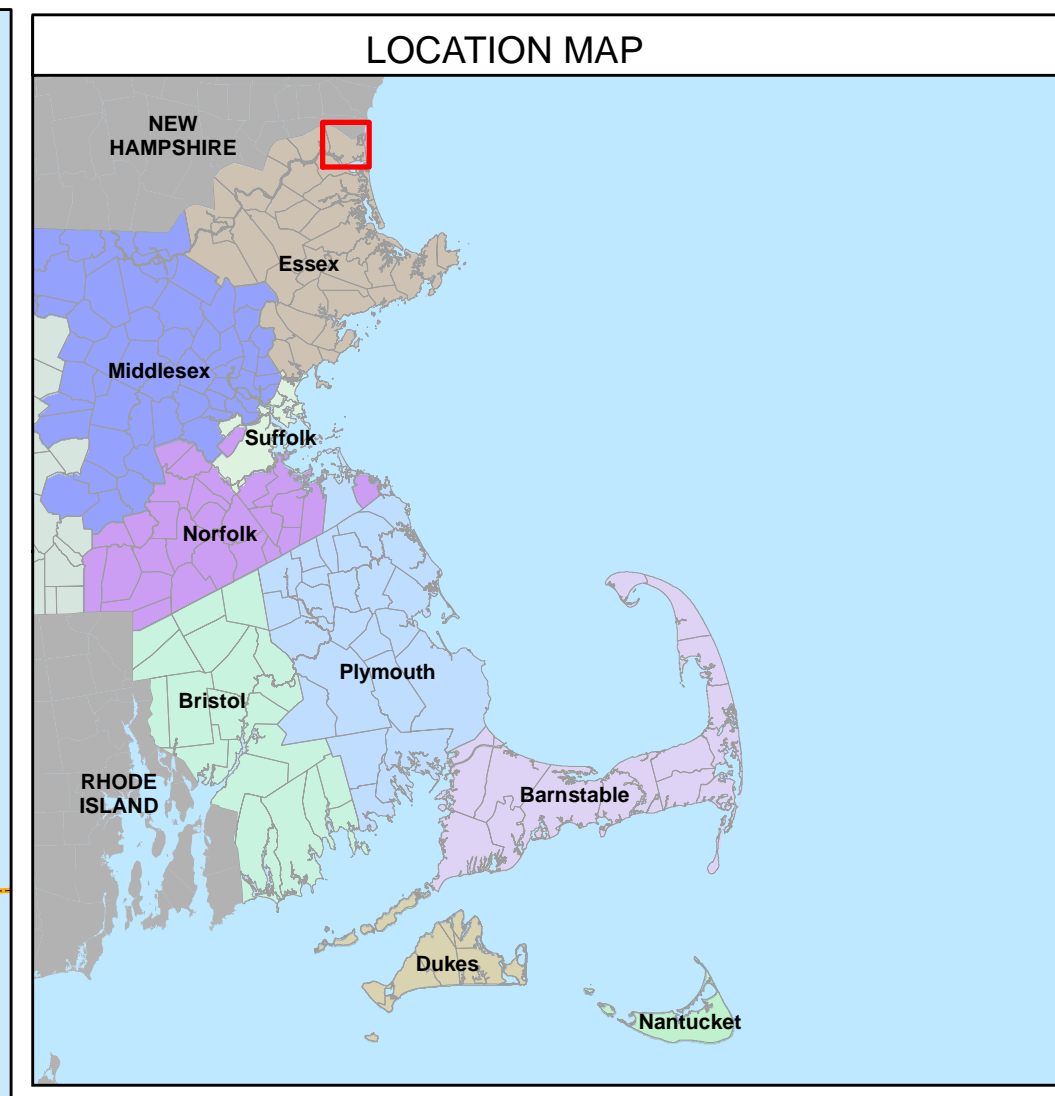 LOCATION MAP
NEW
HAMPSHIRE
Essex
Middlesex
Suffolk
Norfolk
Plymouth
Bristol
RHODE
ISLAND
Barnstable
Dukes
Nantucket